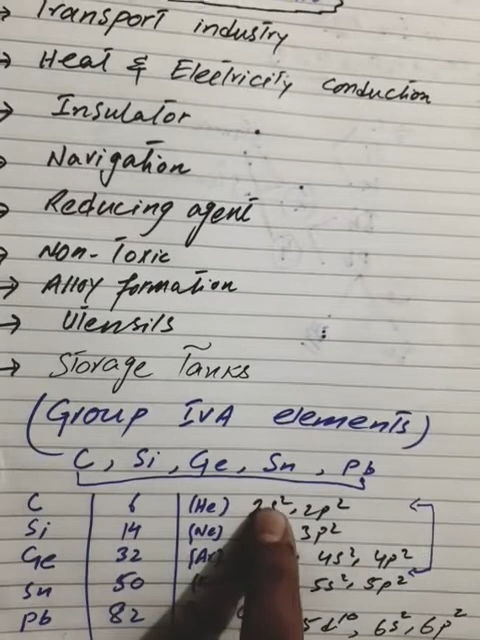 → Transport industry
→ Heat & Electricity conduction
→ Insulator
→ Navigation
→ Reducing agent
→ Non-Toxic
→ Alloy formation
→ Utensils
→ Storage Tanks
(Group IVA elements)
C, Si, Ge, Sn, Pb
C 6 (He) 2s², 2p²
Si 14 (Ne) 3p²
Ge 32 (Ar 4s², 4p²
Sn 50 5s², 5p²
Pb 82 5d¹⁰, 6s², 6p²